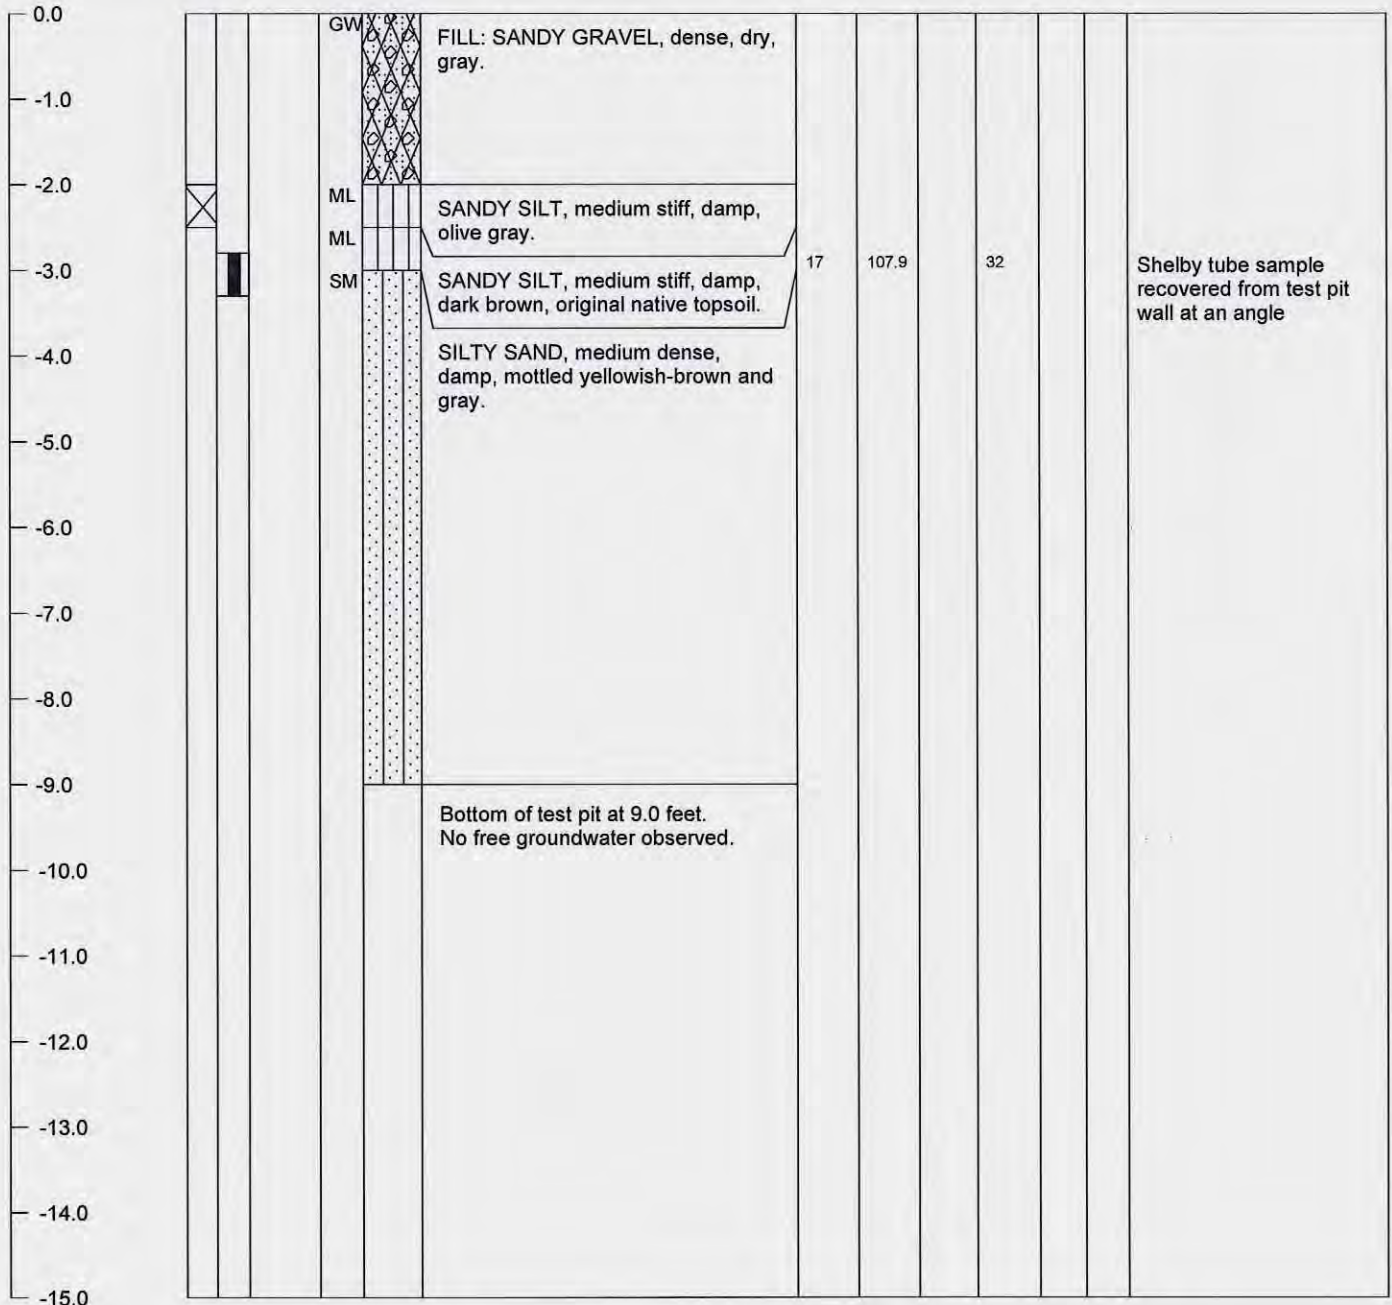 0.0
GW
FILL: SANDY GRAVEL, dense, dry,
gray.
-1.0
-2.0
ML
SANDY SILT, medium stiff, damp,
olive gray.
ML
-3.0
SM
SANDY SILT, medium stiff, damp,
dark brown, original native topsoil.
17
107.9
32
Shelby tube sample
recovered from test pit
wall at an angle
-4.0
SILTY SAND, medium dense,
damp, mottled yellowish-brown and
gray.
-5.0
-6.0
-7.0
-8.0
-9.0
Bottom of test pit at 9.0 feet.
No free groundwater observed.
-10.0
-11.0
-12.0
-13.0
-14.0
-15.0